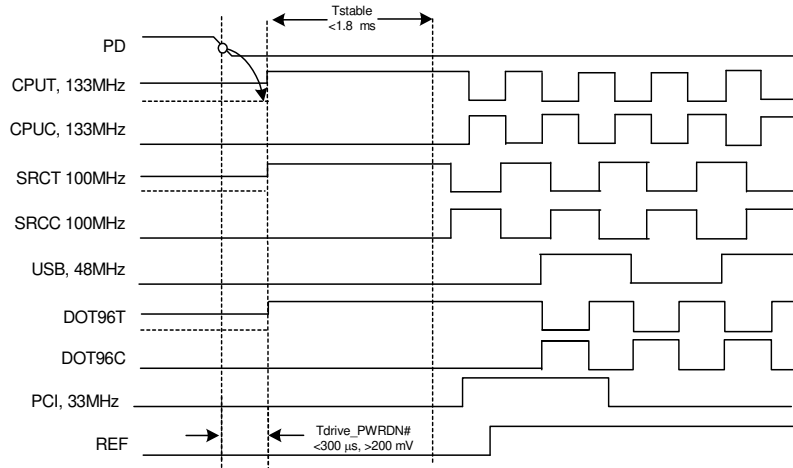 Tstable
<1.8 ms
PD
CPUT, 133MHz
CPUC, 133MHz
SRCT 100MHz
SRCC 100MHz
USB, 48MHz
DOT96T
DOT96C
PCI, 33MHz
Tdrive_PWRDN#
<300 μs, >200 mV
REF